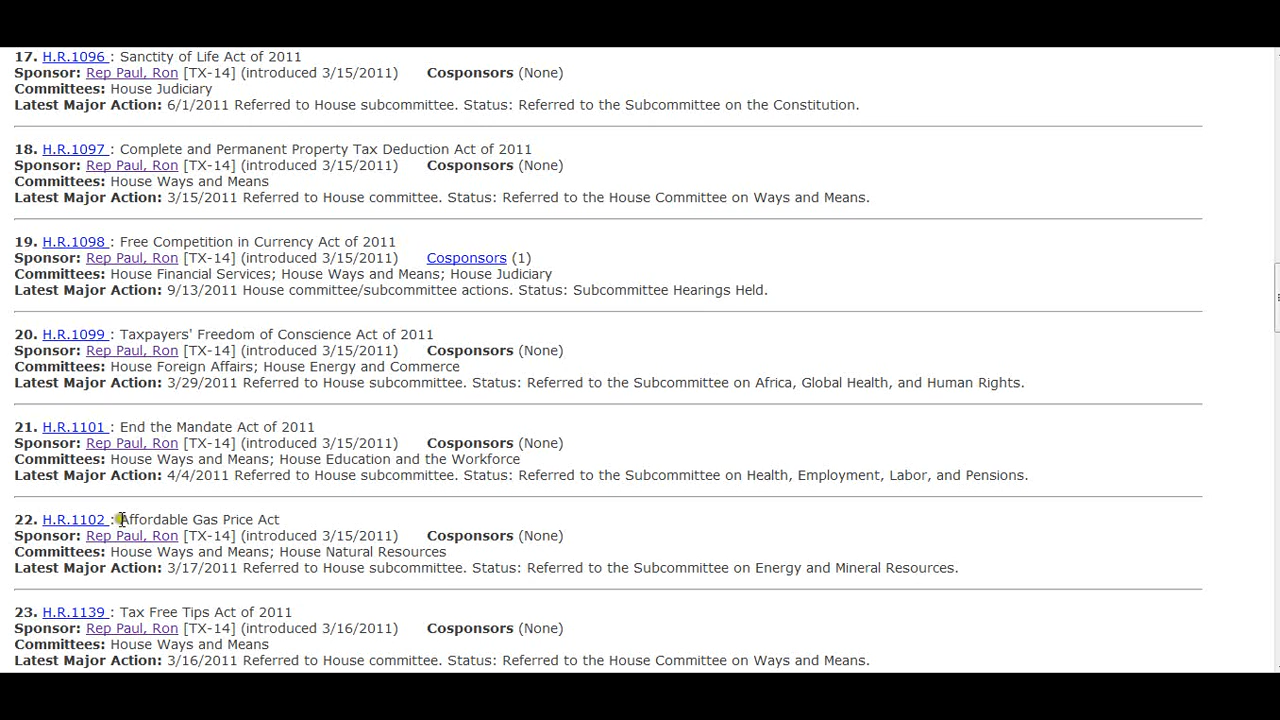 17. H.R.1096 : Sanctity of Life Act of 2011
Sponsor: Rep Paul, Ron [TX-14] (introduced 3/15/2011) Cosponsors (None)
Committees: House Judiciary
Latest Major Action: 6/1/2011 Referred to House subcommittee. Status: Referred to the Subcommittee on the Constitution.
18. H.R.1097 : Complete and Permanent Property Tax Deduction Act of 2011
Sponsor: Rep Paul, Ron [TX-14] (introduced 3/15/2011) Cosponsors (None)
Committees: House Ways and Means
Latest Major Action: 3/15/2011 Referred to House committee. Status: Referred to the House Committee on Ways and Means.
19. H.R.1098 : Free Competition in Currency Act of 2011
Sponsor: Rep Paul, Ron [TX-14] (introduced 3/15/2011) Cosponsors (1)
Committees: House Financial Services; House Ways and Means; House Judiciary
Latest Major Action: 9/13/2011 House committee/subcommittee actions. Status: Subcommittee Hearings Held.
20. H.R.1099 : Taxpayers' Freedom of Conscience Act of 2011
Sponsor: Rep Paul, Ron [TX-14] (introduced 3/15/2011) Cosponsors (None)
Committees: House Foreign Affairs; House Energy and Commerce
Latest Major Action: 3/29/2011 Referred to House subcommittee. Status: Referred to the Subcommittee on Africa, Global Health, and Human Rights.
21. H.R.1101 : End the Mandate Act of 2011
Sponsor: Rep Paul, Ron [TX-14] (introduced 3/15/2011) Cosponsors (None)
Committees: House Ways and Means; House Education and the Workforce
Latest Major Action: 4/4/2011 Referred to House subcommittee. Status: Referred to the Subcommittee on Health, Employment, Labor, and Pensions.
22. H.R.1102 : Affordable Gas Price Act
Sponsor: Rep Paul, Ron [TX-14] (introduced 3/15/2011) Cosponsors (None)
Committees: House Ways and Means; House Natural Resources
Latest Major Action: 3/17/2011 Referred to House subcommittee. Status: Referred to the Subcommittee on Energy and Mineral Resources.
23. H.R.1139 : Tax Free Tips Act of 2011
Sponsor: Rep Paul, Ron [TX-14] (introduced 3/16/2011) Cosponsors (None)
Committees: House Ways and Means
Latest Major Action: 3/16/2011 Referred to House committee. Status: Referred to the House Committee on Ways and Means.